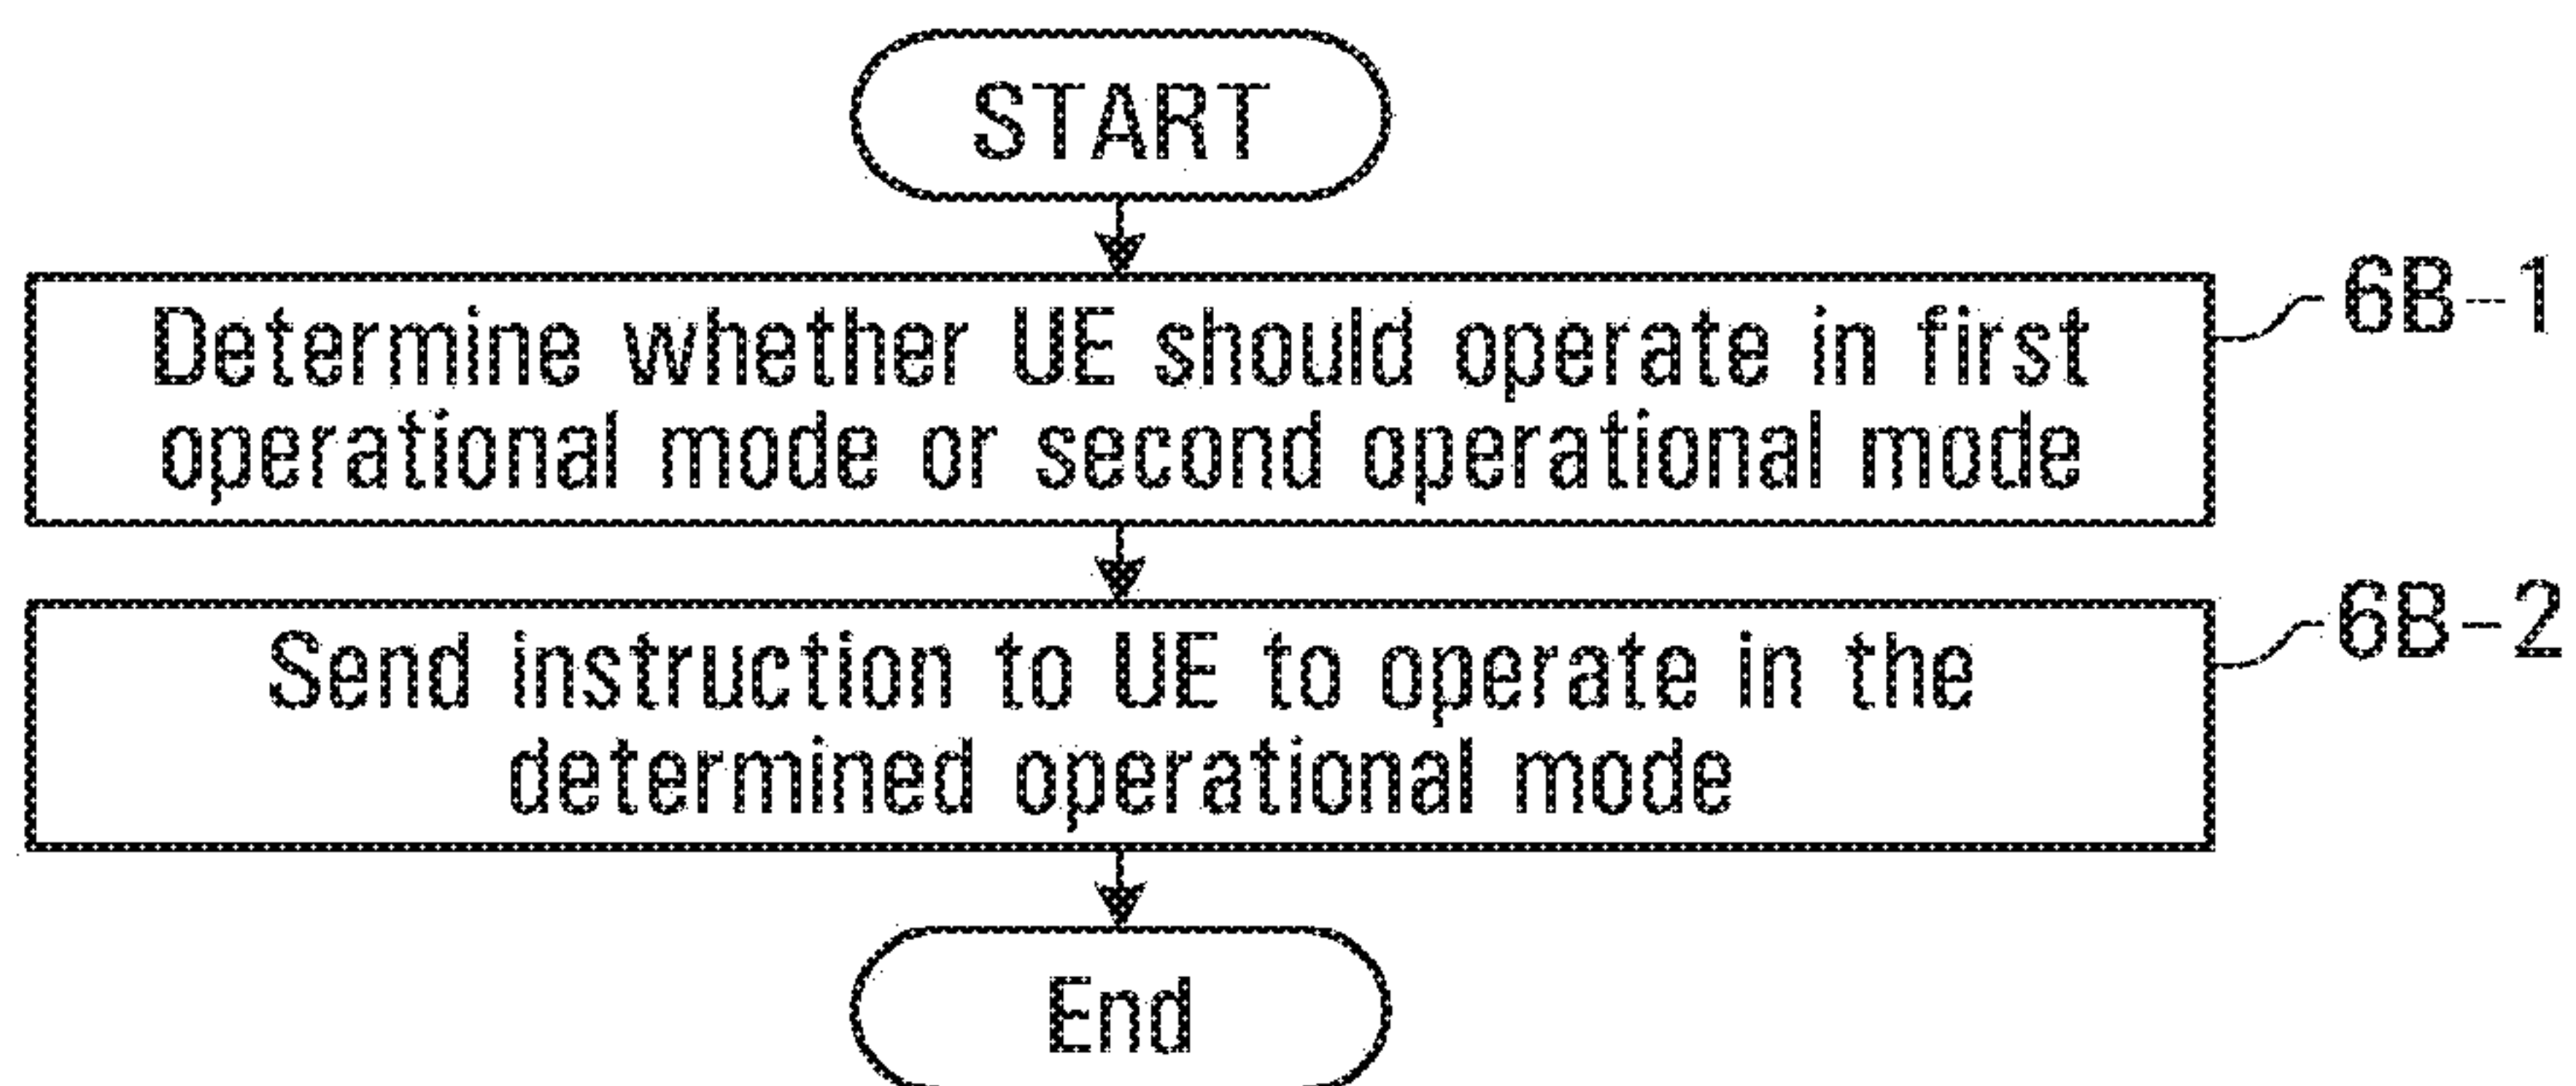 START
6B-1
Determine whether UE should operate in first
operational mode or second operational mode
6B-2
Send instruction to UE to operate in the
determined operational mode
End